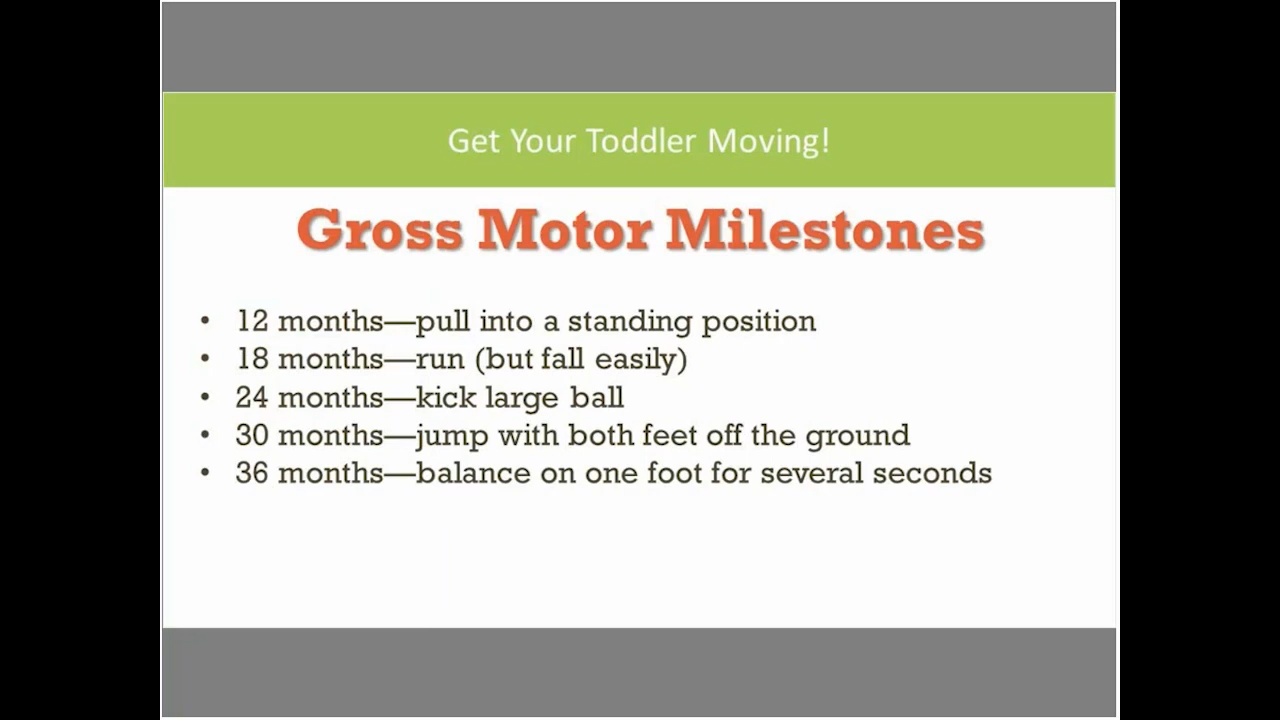 Get Your Toddler Moving!
Gross Motor Milestones
• 12 months—pull into a standing position
• 18 months—run (but fall easily)
• 24 months—kick large ball
• 30 months—jump with both feet off the ground
• 36 months—balance on one foot for several seconds